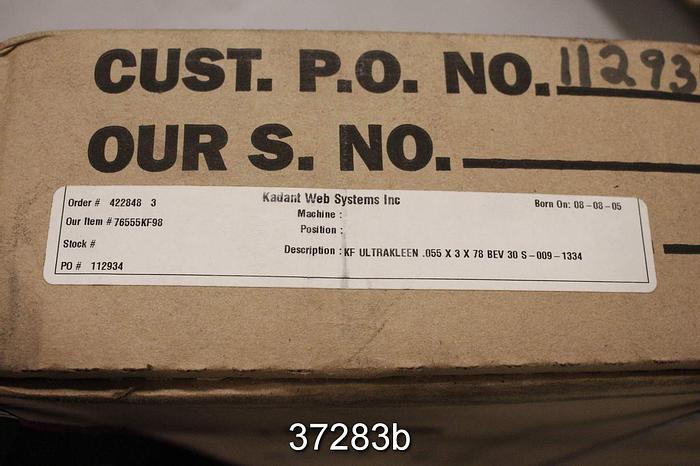 CUST. P.O. NO. 11293
OUR S. NO.
Kadant Web Systems Inc
Order # 422848 3
Born On: 08-08-05
Machine :
Our Item # 76555KF98
Position :
Stock #
Description : KF ULTRAKLEEN .055 X 3 X 78 BEV 30 S-009-1334
PO # 112934
37283b